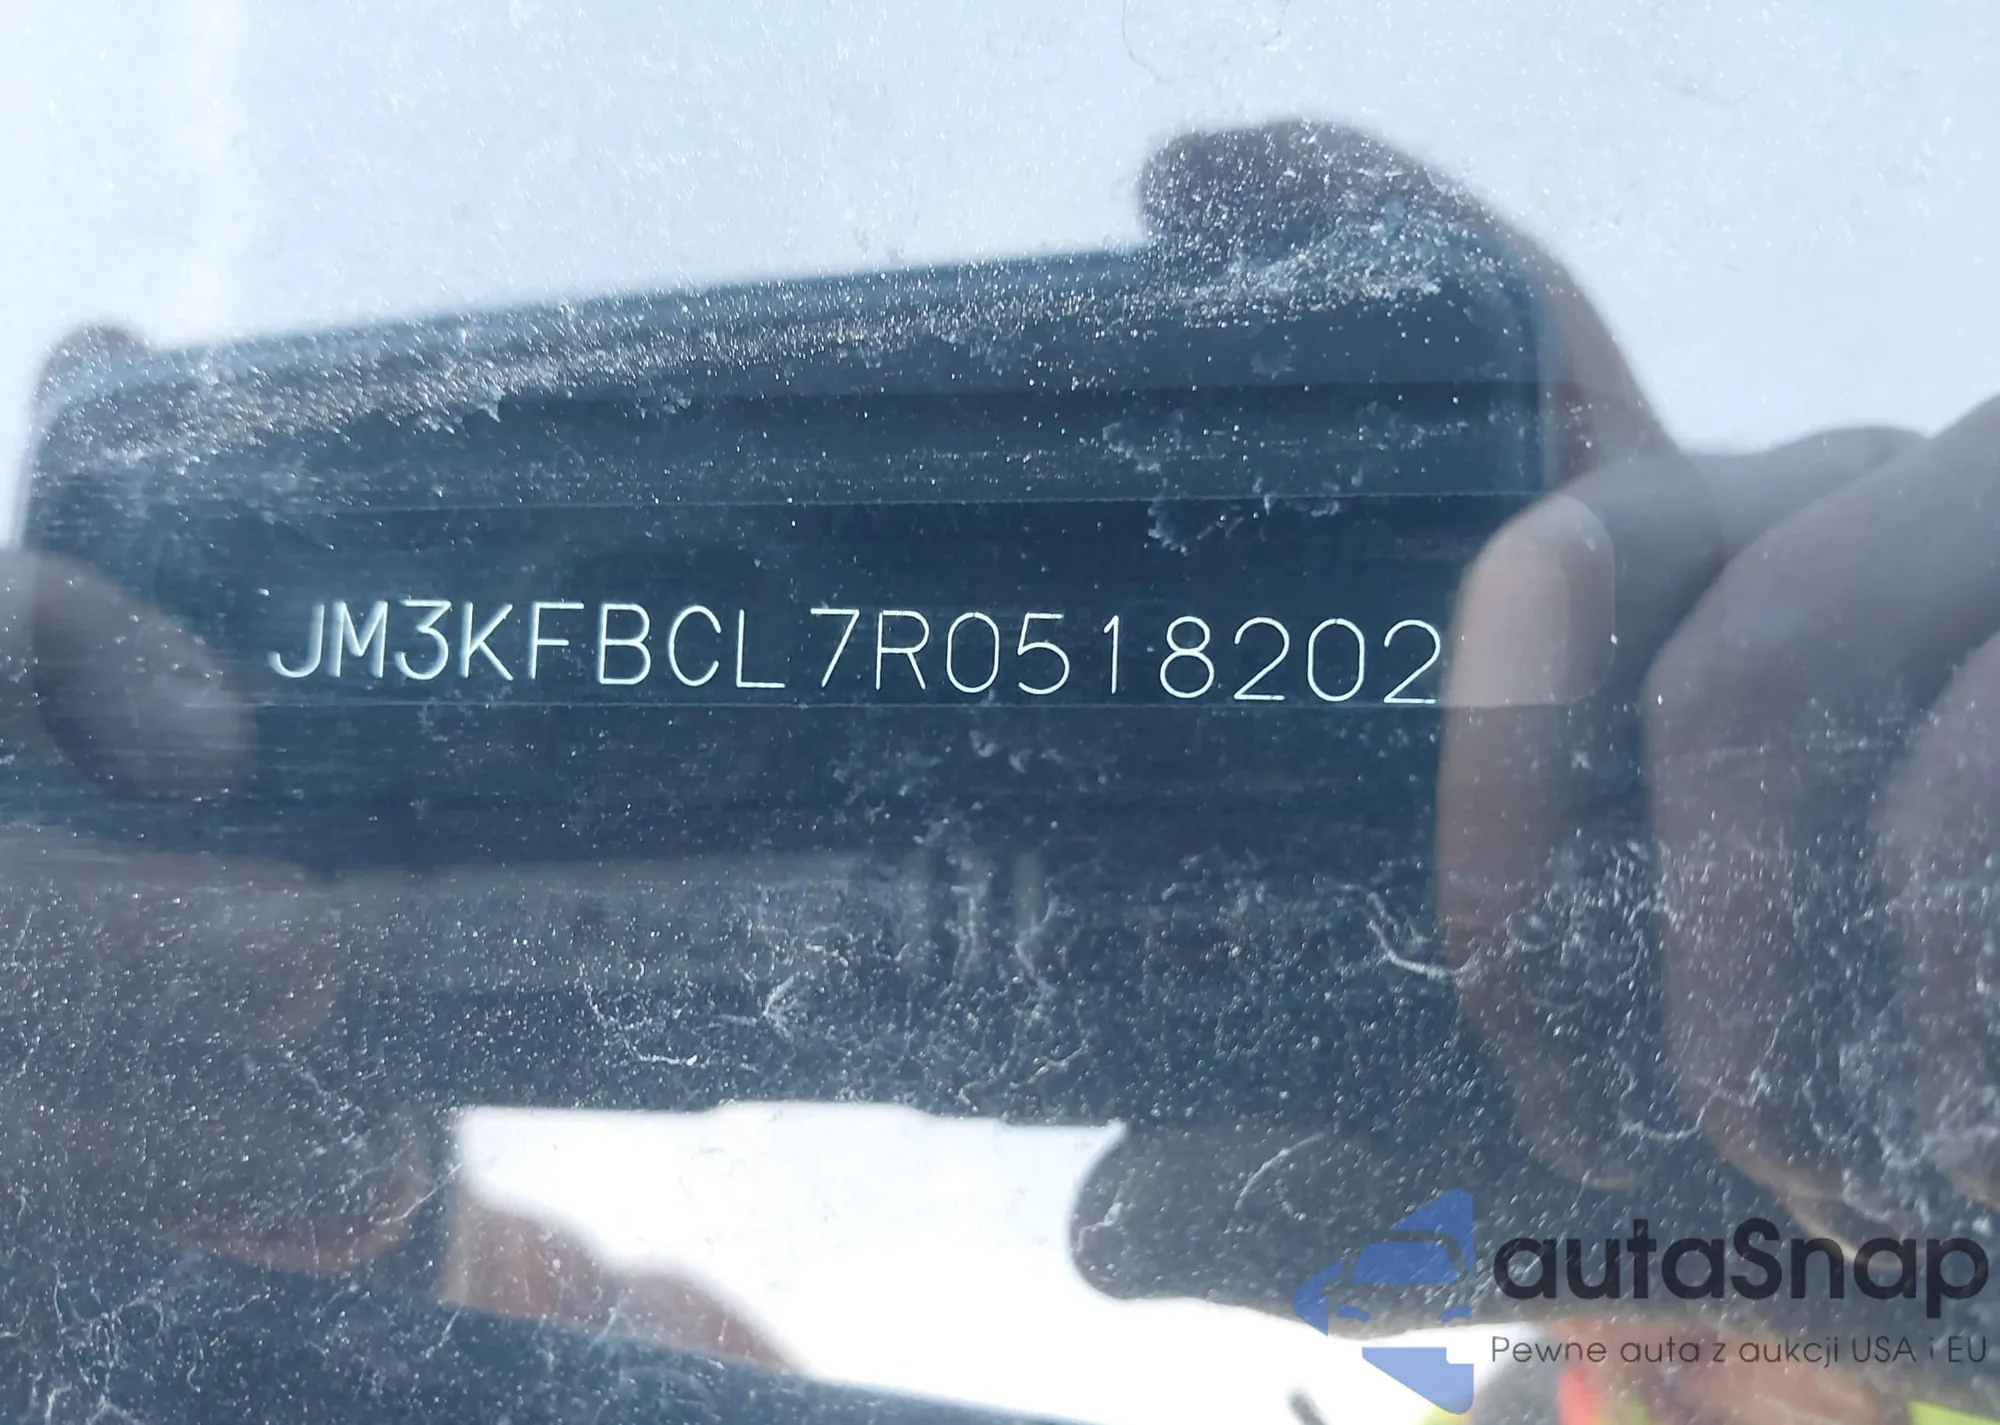 JM3KFBCL7R0518202
autaSnap
Pewne auta z aukcji USA i EU